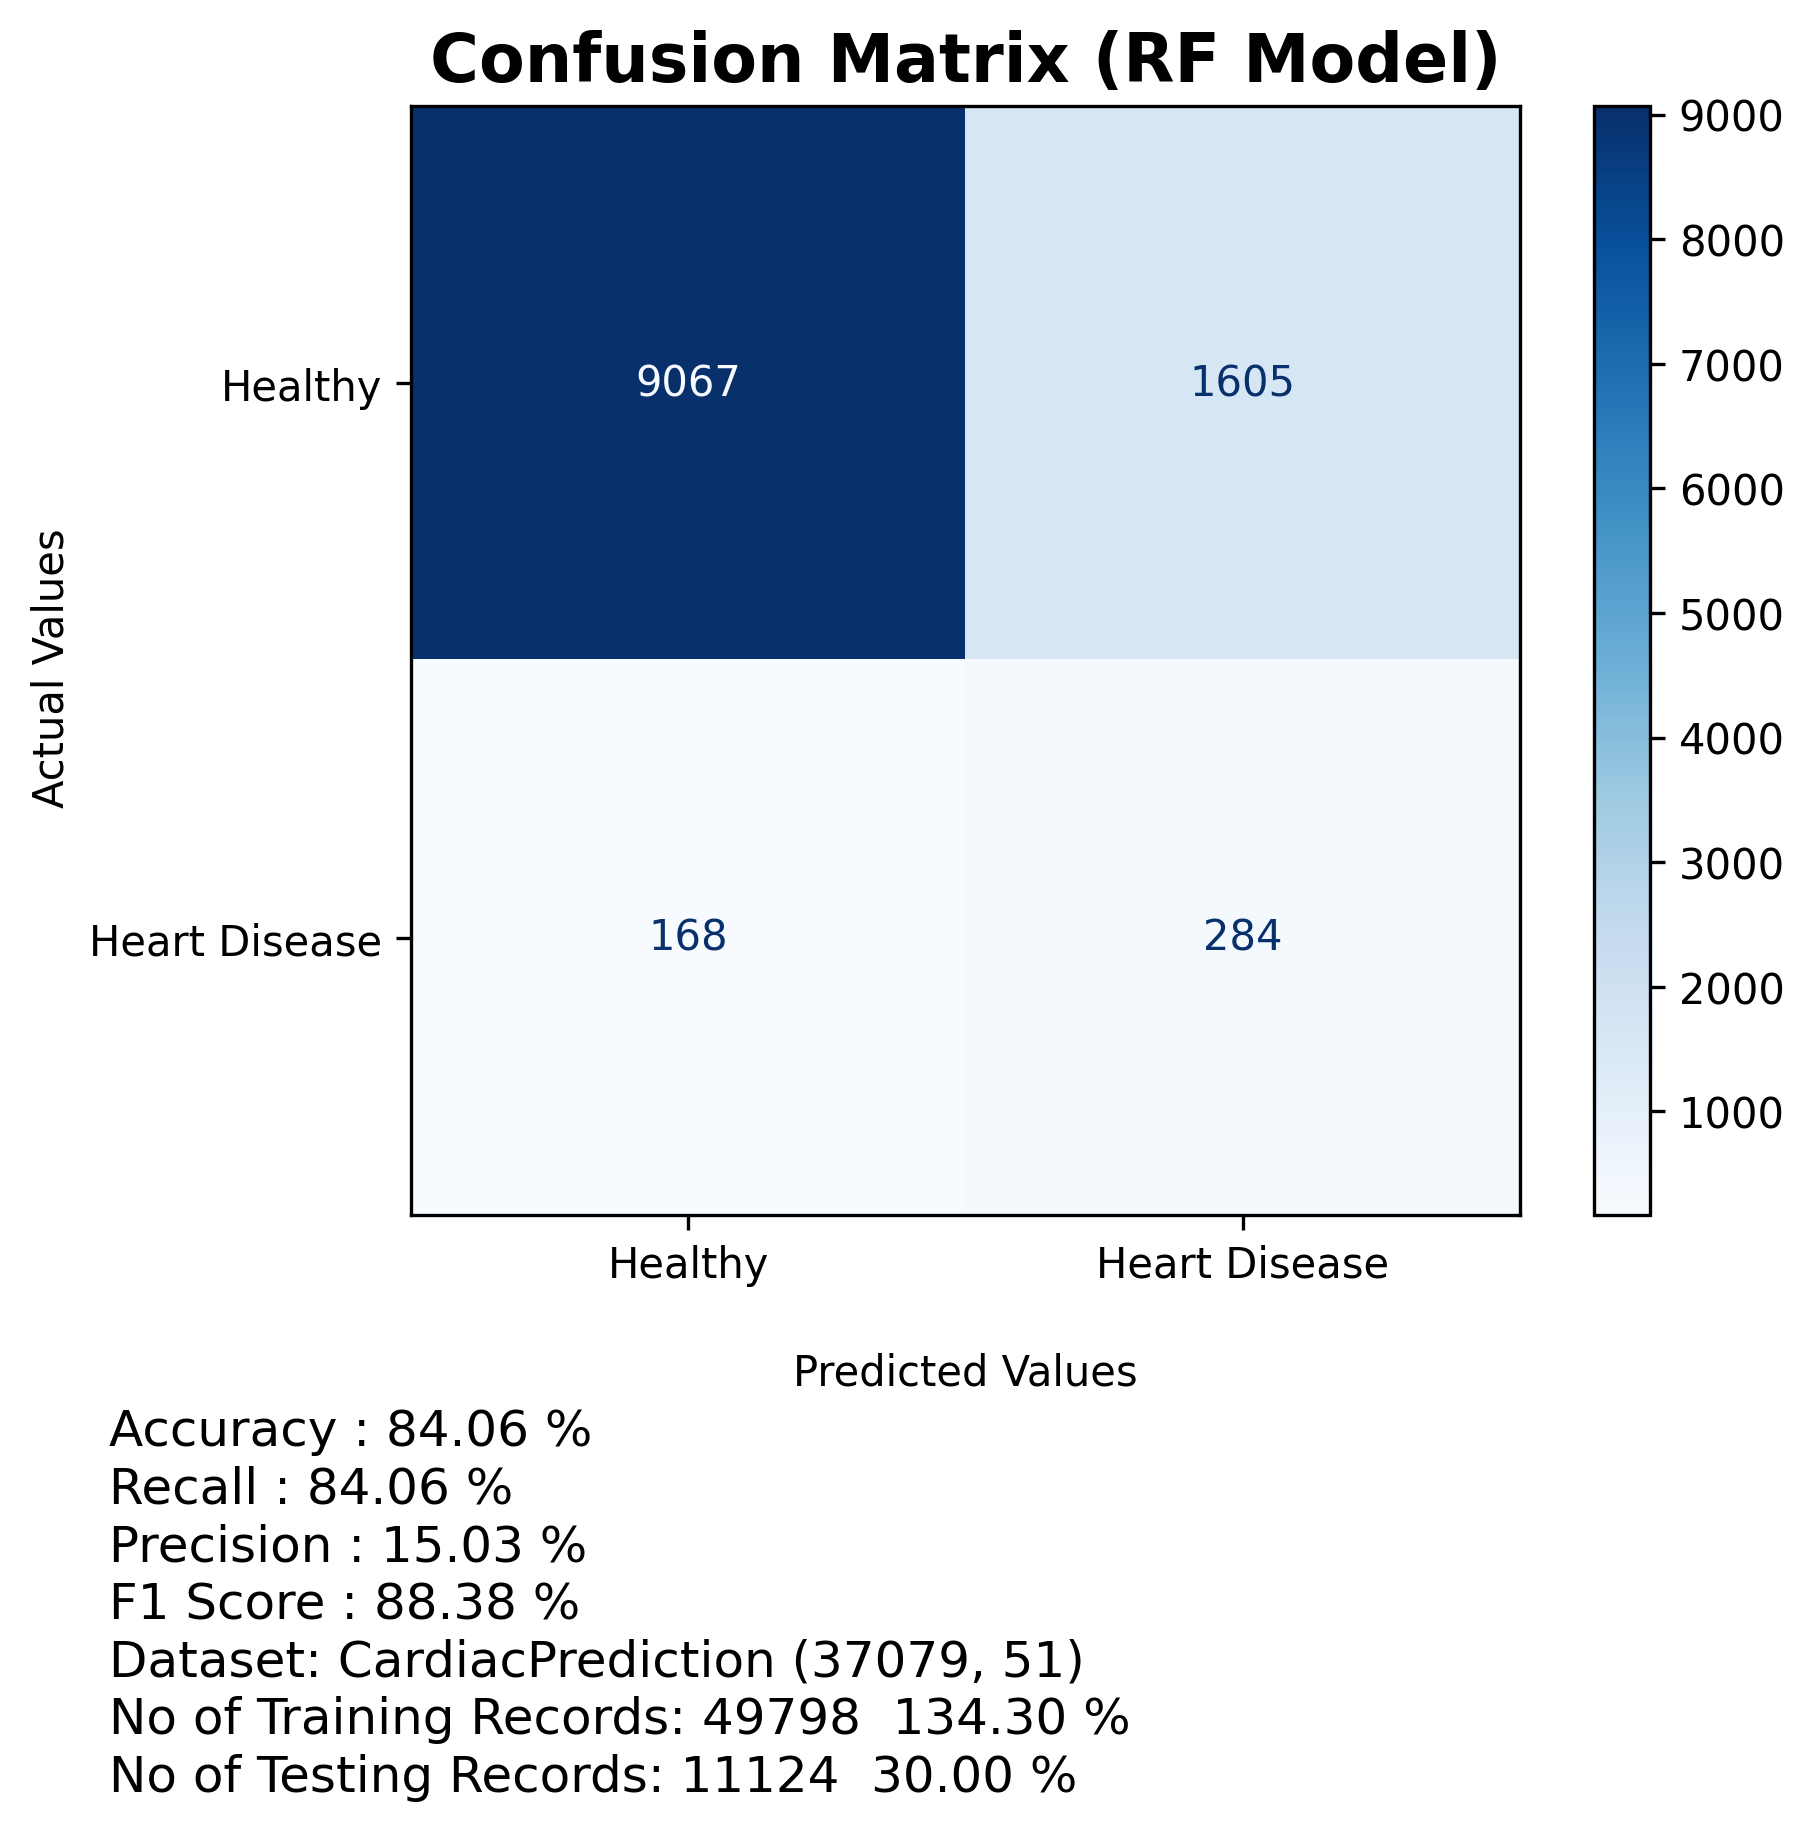 Confusion Matrix (RF Model)
9000
8000
7000
6000
5000
4000
3000
2000
1000
Actual Values
Healthy
9067
1605
Heart Disease
168
284
Healthy
Heart Disease
Predicted Values
Accuracy : 84.06 %
Recall : 84.06 %
Precision : 15.03 %
F1 Score : 88.38 %
Dataset: CardiacPrediction (37079, 51)
No of Training Records: 49798  134.30 %
No of Testing Records: 11124  30.00 %